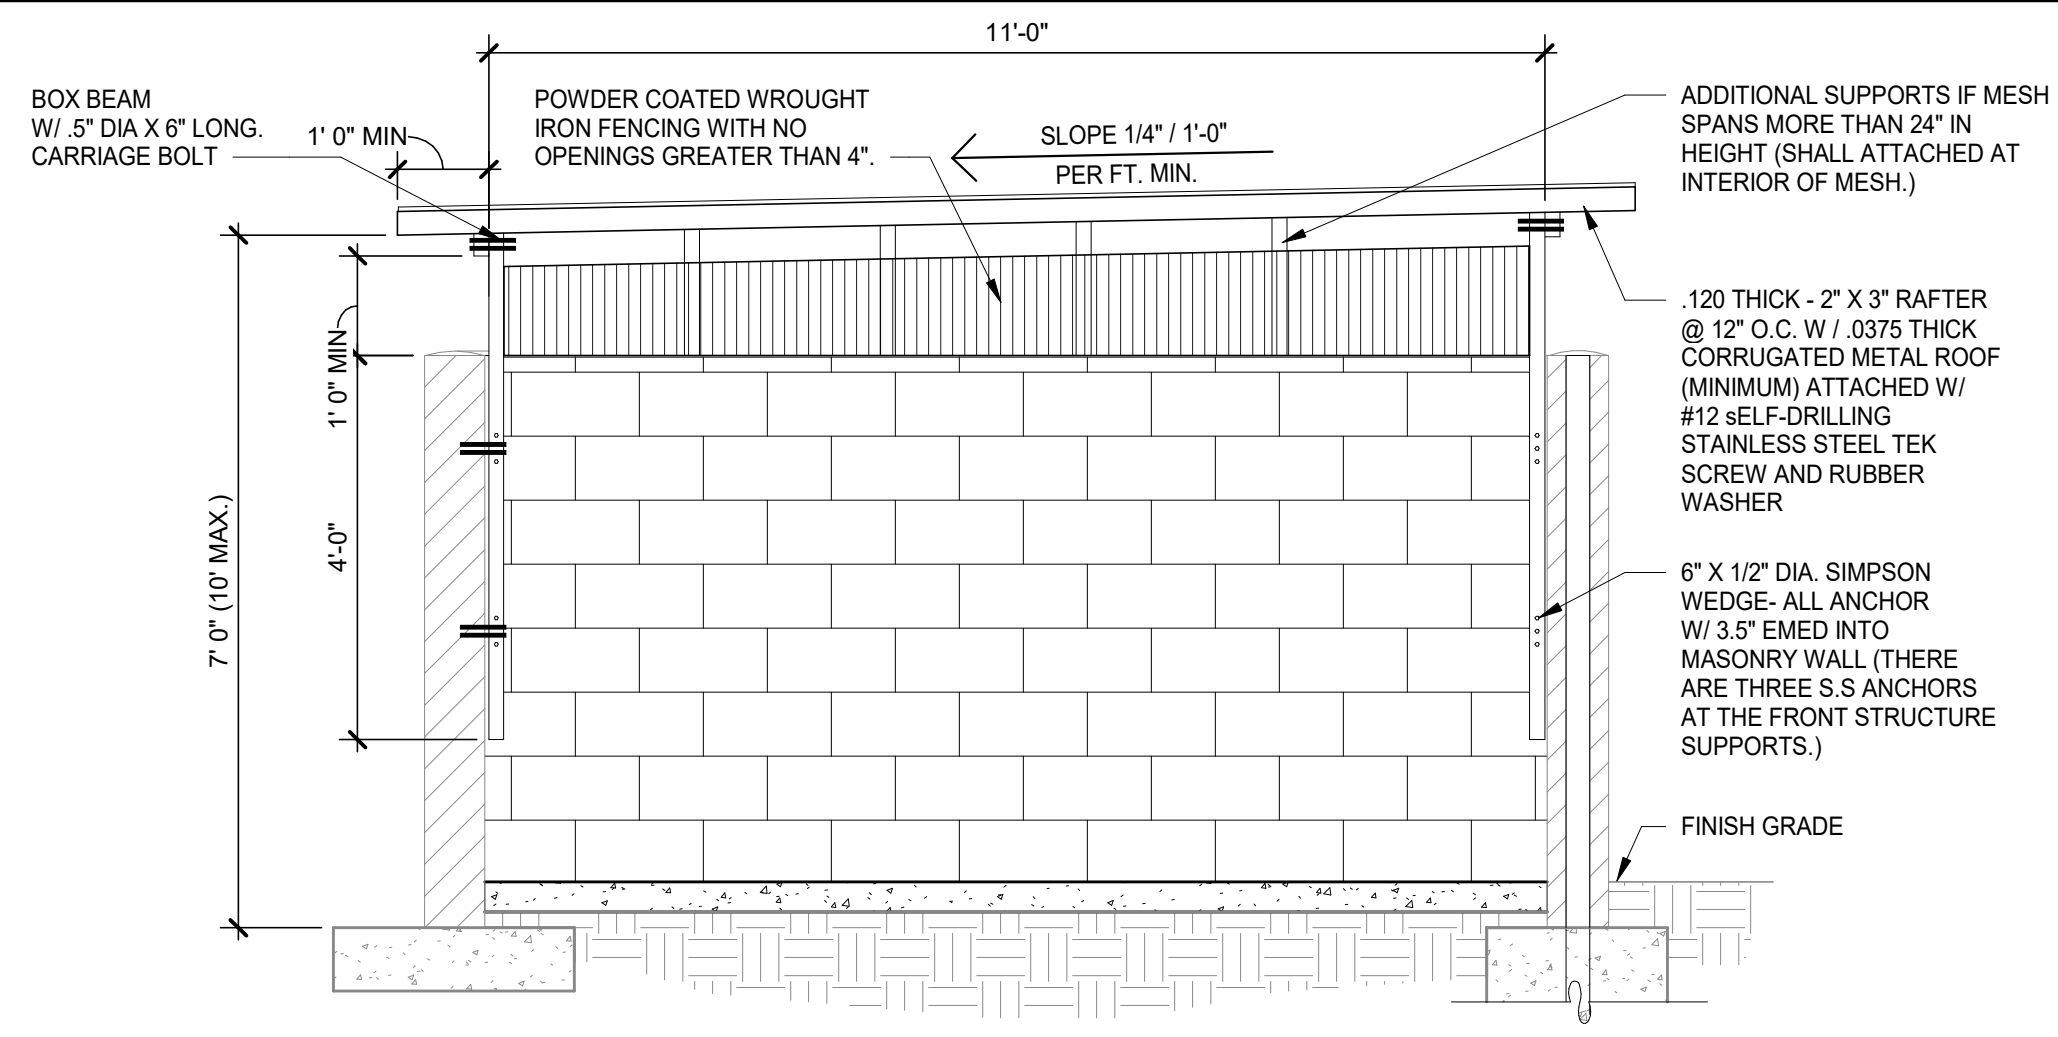 11'-0"
BOX BEAM
W/ .5" DIA X 6" LONG.
CARRIAGE BOLT
1' 0" MIN
POWDER COATED WROUGHT
IRON FENCING WITH NO
OPENINGS GREATER THAN 4".
SLOPE 1/4" / 1'-0"
PER FT. MIN.
ADDITIONAL SUPPORTS IF MESH
SPANS MORE THAN 24" IN
HEIGHT (SHALL ATTACHED AT
INTERIOR OF MESH.)
.120 THICK - 2" X 3" RAFTER
@ 12" O.C. W / .0375 THICK
CORRUGATED METAL ROOF
(MINIMUM) ATTACHED W/
#12 sELF-DRILLING
STAINLESS STEEL TEK
SCREW AND RUBBER
WASHER
1' 0" MIN
4'-0"
7' 0" (10' MAX.)
6" X 1/2" DIA. SIMPSON
WEDGE- ALL ANCHOR
W/ 3.5" EMED INTO
MASONRY WALL (THERE
ARE THREE S.S ANCHORS
AT THE FRONT STRUCTURE
SUPPORTS.)
FINISH GRADE